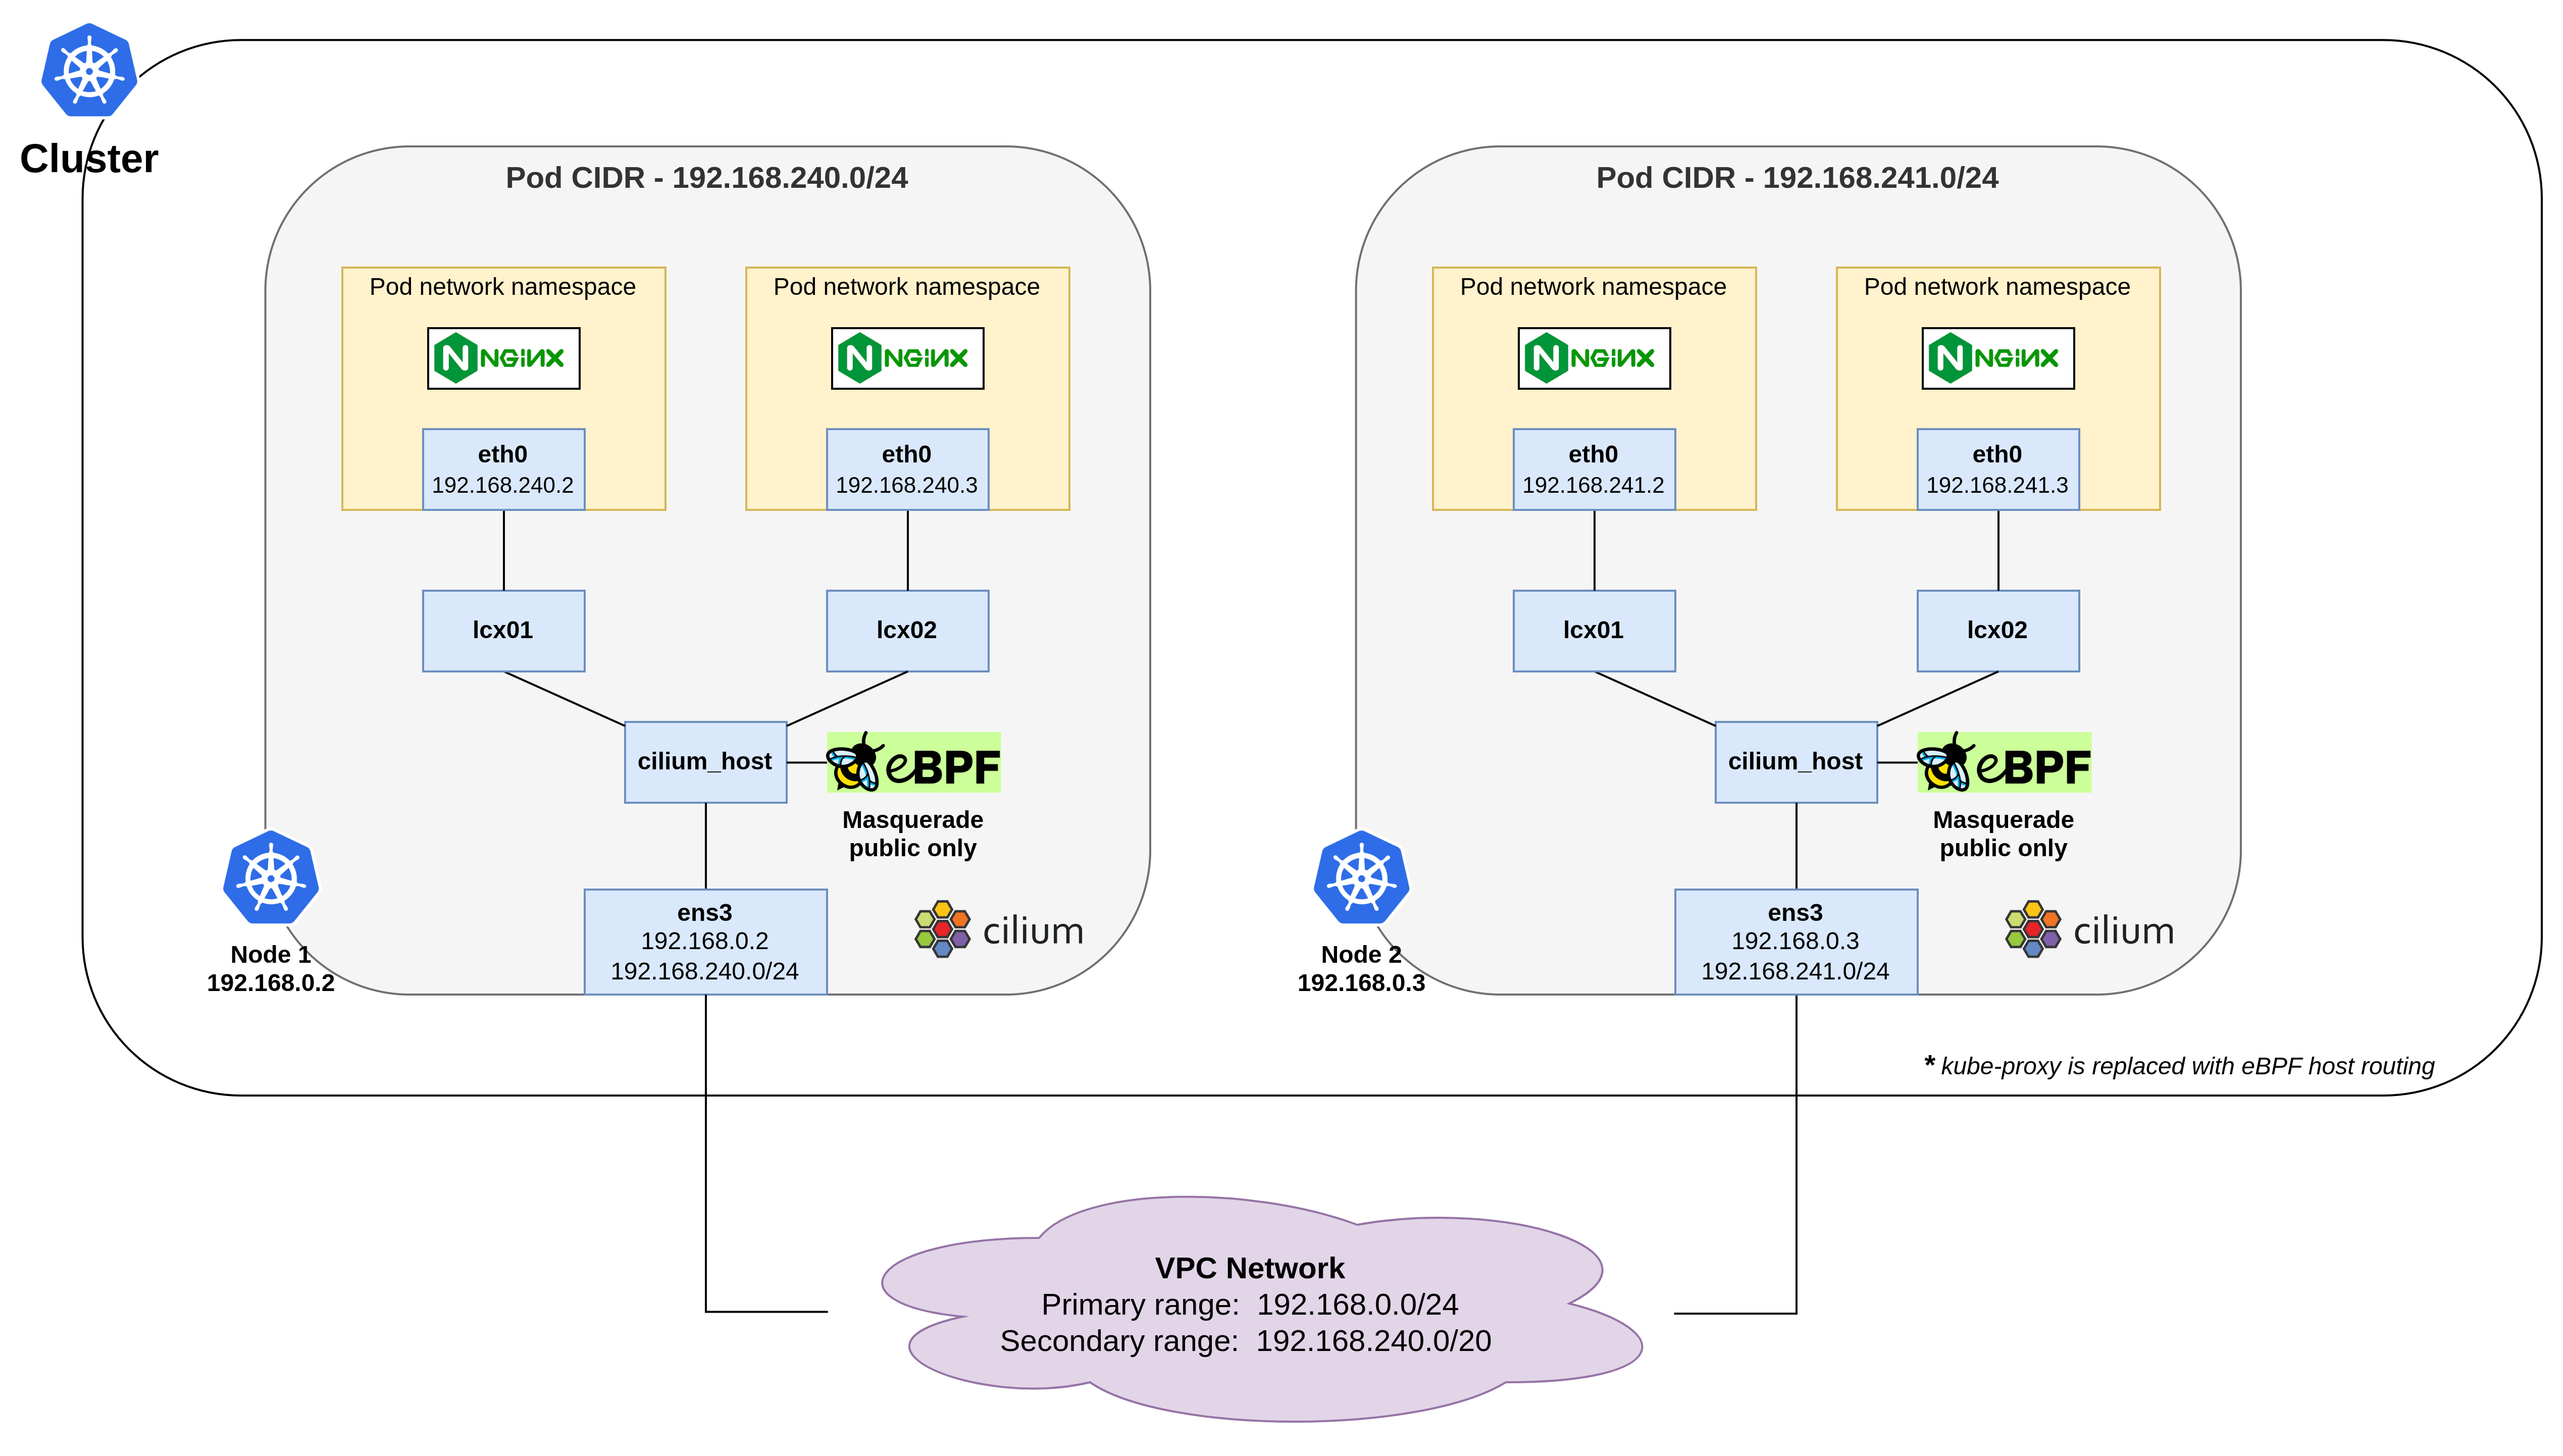 Cluster
Pod CIDR - 192.168.240.0/24
Pod network namespace
NGINX
eth0
192.168.240.2
Pod network namespace
NGINX
eth0
192.168.240.3
lcx01
lcx02
cilium_host
eBPF
Masquerade
public only
ens3
192.168.0.2
192.168.240.0/24
cilium
Node 1
192.168.0.2
Pod CIDR - 192.168.241.0/24
Pod network namespace
NGINX
eth0
192.168.241.2
Pod network namespace
NGINX
eth0
192.168.241.3
lcx01
lcx02
cilium_host
eBPF
Masquerade
public only
ens3
192.168.0.3
192.168.241.0/24
cilium
Node 2
192.168.0.3
* kube-proxy is replaced with eBPF host routing
VPC Network
Primary range: 192.168.0.0/24
Secondary range: 192.168.240.0/20